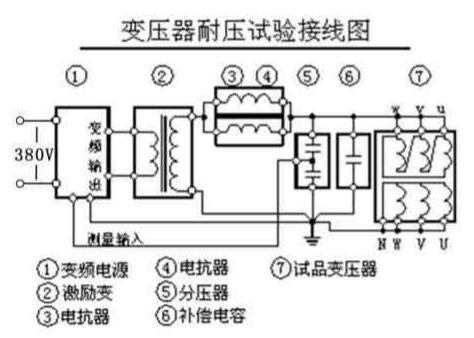 变压器耐压试验接线图
① ② ③ ④ ⑤ ⑥ ⑦
w v u
380V
变频输出
测量输入
N W V U
①变频电源 ④电抗器 ⑦试品变压器
②激励变 ⑤分压器
③电抗器 ⑥补偿电容